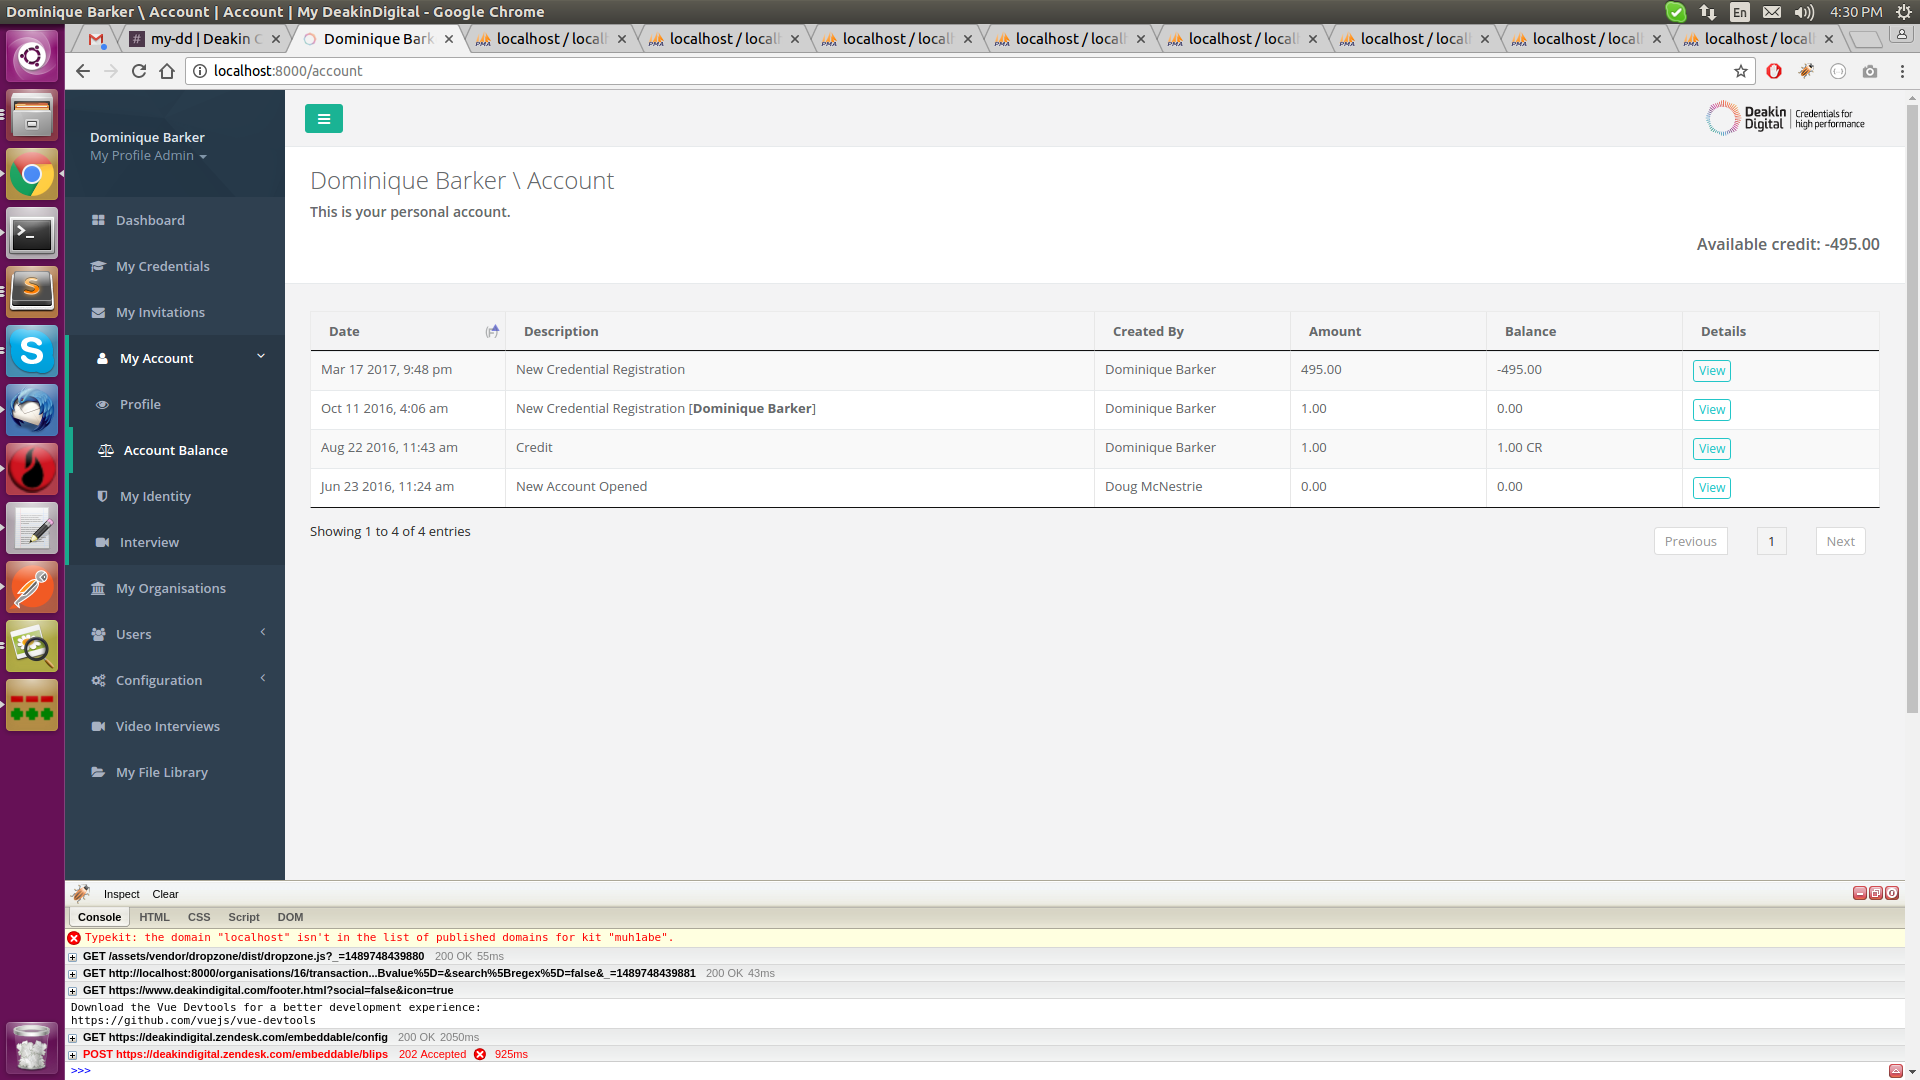 Dominique Barker \ Account | Account | My DeakinDigital - Google Chrome
En
4:30 PM
my-dd | Deakin
Dominique Bark
localhost / local
localhost / local
localhost / local
localhost / local
localhost / local
localhost / local
localhost / local
localhost / local
localhost:8000/account
Dominique Barker
My Profile Admin
Dashboard
My Credentials
My Invitations
My Account
Profile
Account Balance
My Identity
Interview
My Organisations
Users
Configuration
Video Interviews
My File Library
Deakin
Digital
Credentials for
high performance
Dominique Barker \ Account
This is your personal account.
Available credit: -495.00
Date Description Created By Amount Balance Details
Mar 17 2017, 9:48 pm New Credential Registration Dominique Barker 495.00 -495.00 View
Oct 11 2016, 4:06 am New Credential Registration [Dominique Barker] Dominique Barker 1.00 0.00 View
Aug 22 2016, 11:43 am Credit Dominique Barker 1.00 1.00 CR View
Jun 23 2016, 11:24 am New Account Opened Doug McNestrie 0.00 0.00 View
Showing 1 to 4 of 4 entries
Previous 1 Next
Inspect Clear
Console HTML CSS Script DOM
Typekit: the domain "localhost" isn't in the list of published domains for kit "muh1abe".
GET /assets/vendor/dropzone/dist/dropzone.js?_=1489748439880 200 OK 55ms
GET http://localhost:8000/organisations/16/transaction...Bvalue%5D=&search%5Bregex%5D=false&_=1489748439881 200 OK 43ms
GET https://www.deakindigital.com/footer.html?social=false&icon=true
Download the Vue Devtools for a better development experience:
https://github.com/vuejs/vue-devtools
GET https://deakindigital.zendesk.com/embeddable/config 200 OK 2050ms
POST https://deakindigital.zendesk.com/embeddable/blips 202 Accepted 925ms
>>>